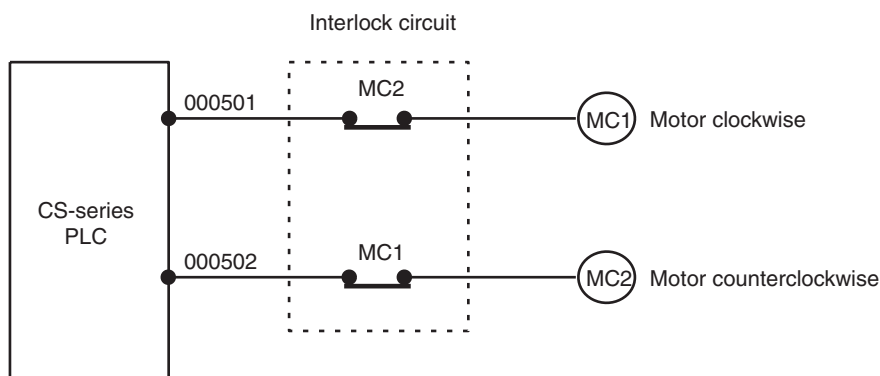 Interlock circuit
000501
MC2
MC1
Motor clockwise
CS-series
PLC
000502
MC1
MC2
Motor counterclockwise